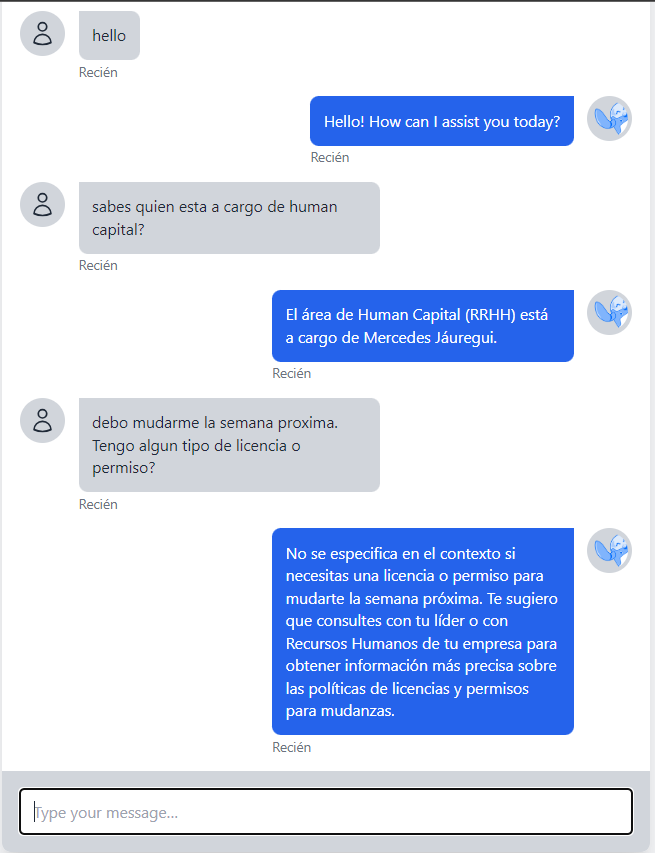 hello
Recién
Hello! How can I assist you today?
Recién
sabes quien esta a cargo de human
capital?
Recién
El área de Human Capital (RRHH) está
a cargo de Mercedes Jáuregui.
Recién
debo mudarme la semana proxima.
Tengo algun tipo de licencia o
permiso?
Recién
No se especifica en el contexto si
necesitas una licencia o permiso para
mudarte la semana próxima. Te sugiero
que consultes con tu líder o con
Recursos Humanos de tu empresa para
obtener información más precisa sobre
las políticas de licencias y permisos
para mudanzas.
Recién
Type your message...